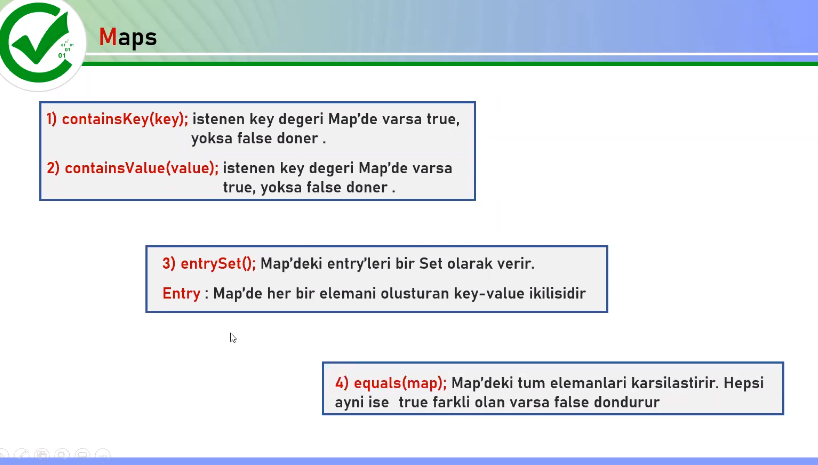 Maps
1) containsKey(key); istenen key degeri Map'de varsa true,
yoksa false doner .
2) containsValue(value); istenen key degeri Map'de varsa
true, yoksa false doner .
3) entrySet(); Map'deki entry'leri bir Set olarak verir.
Entry : Map'de her bir elemani olusturan key-value ikilisidir
4) equals(map); Map'deki tum elemanlari karsilastirir. Hepsi
ayni ise true farkli olan varsa false dondurur